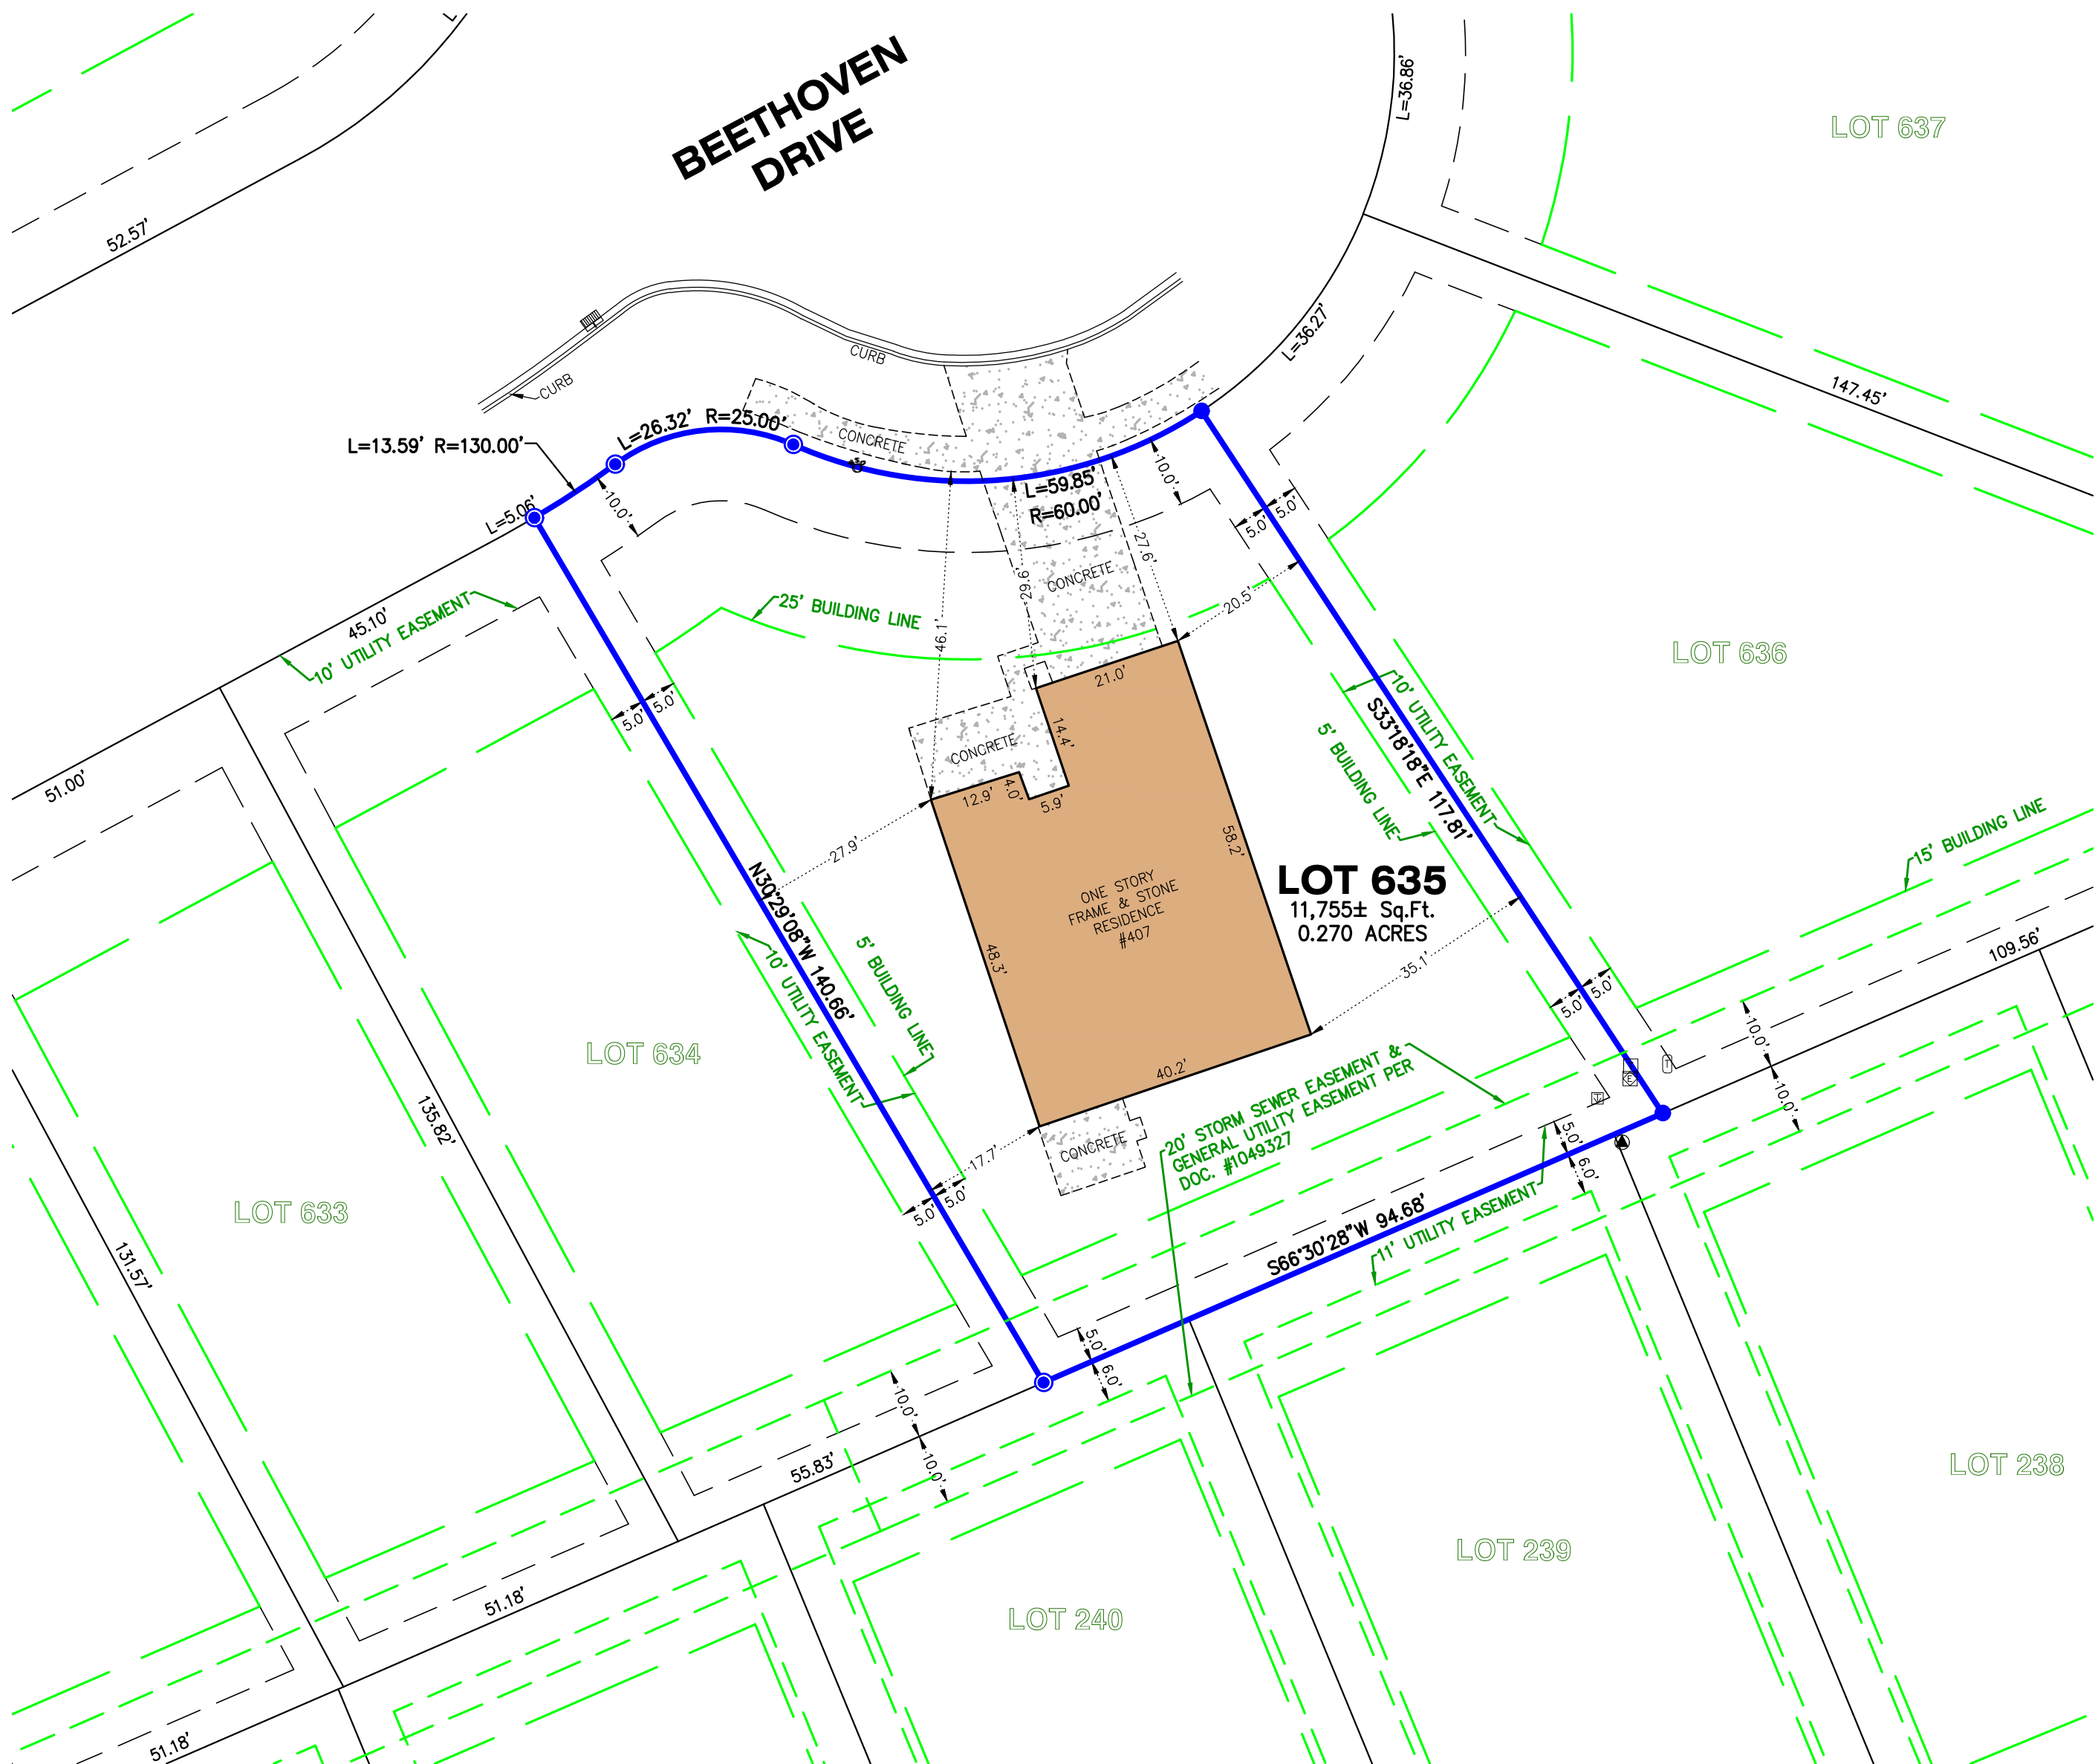 BEETHOVEN
DRIVE
L=36.86'
LOT 637
52.57'
L=36.27'
CURB
CURB
147.45'
L=13.59' R=130.00'
L=26.32' R=25.00'
CONCRETE
L=5.06'
10.0'
L=59.85'
R=60.00'
10.0'
5.0'
5.0'
27.6'
29.6'
CONCRETE
20.5'
45.10'
10' UTILITY EASEMENT
25' BUILDING LINE
46.1'
LOT 636
5.0'
5.0'
21.0'
14.4'
CONCRETE
12.9'
4.0'
5.9'
10' UTILITY EASEMENT
S33°18'18"E 117.81'
5' BUILDING LINE
51.00'
27.9'
58.2'
15' BUILDING LINE
ONE STORY
FRAME & STONE
RESIDENCE
#407
LOT 635
11,755± Sq.Ft.
0.270 ACRES
N30°29'08"W 140.66'
10' UTILITY EASEMENT
5' BUILDING LINE
48.3'
35.1'
109.56'
5.0'
5.0'
10.0'
10.0'
LOT 634
40.2'
T
E
135.82'
CONCRETE
20' STORM SEWER EASEMENT &
GENERAL UTILITY EASEMENT PER
DOC. #1049327
17.7'
5.0'
5.0'
5.0'
6.0'
LOT 633
131.57'
S66°30'28"W 94.68'
11' UTILITY EASEMENT
5.0'
6.0'
10.0'
10.0'
55.83'
LOT 238
LOT 239
51.18'
LOT 240
51.18'